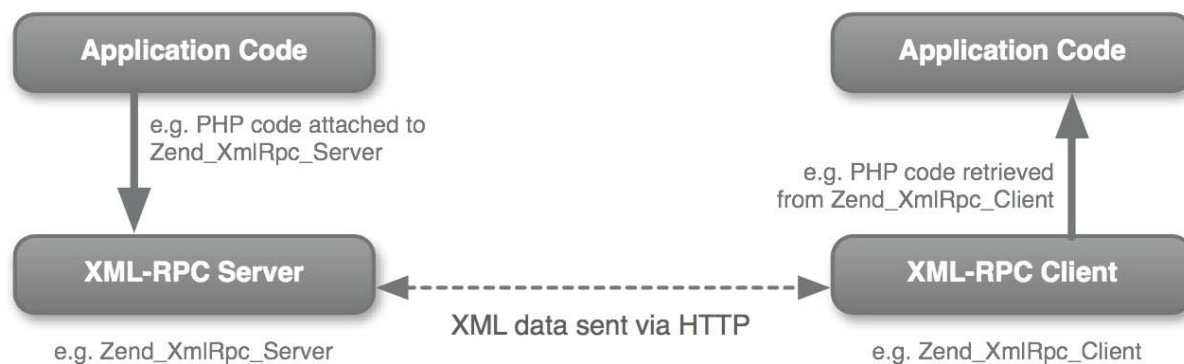 Application Code
Application Code
e.g. PHP code attached to
Zend_XmlRpc_Server
e.g. PHP code retrieved
from Zend_XmlRpc_Client
XML-RPC Server
XML-RPC Client
XML data sent via HTTP
e.g. Zend_XmlRpc_Server
e.g. Zend_XmlRpc_Client